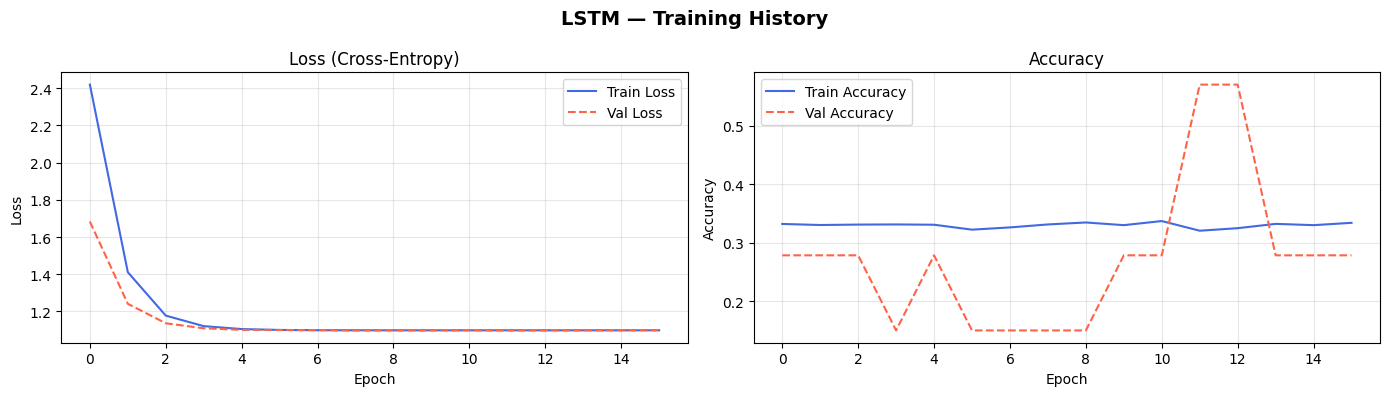 LSTM — Training History
Loss (Cross-Entropy)
Loss
2.4
2.2
2.0
1.8
1.6
1.4
1.2
Train Loss
Val Loss
0 2 4 6 8 10 12 14
Epoch
Accuracy
Accuracy
0.5
0.4
0.3
0.2
Train Accuracy
Val Accuracy
0 2 4 6 8 10 12 14
Epoch